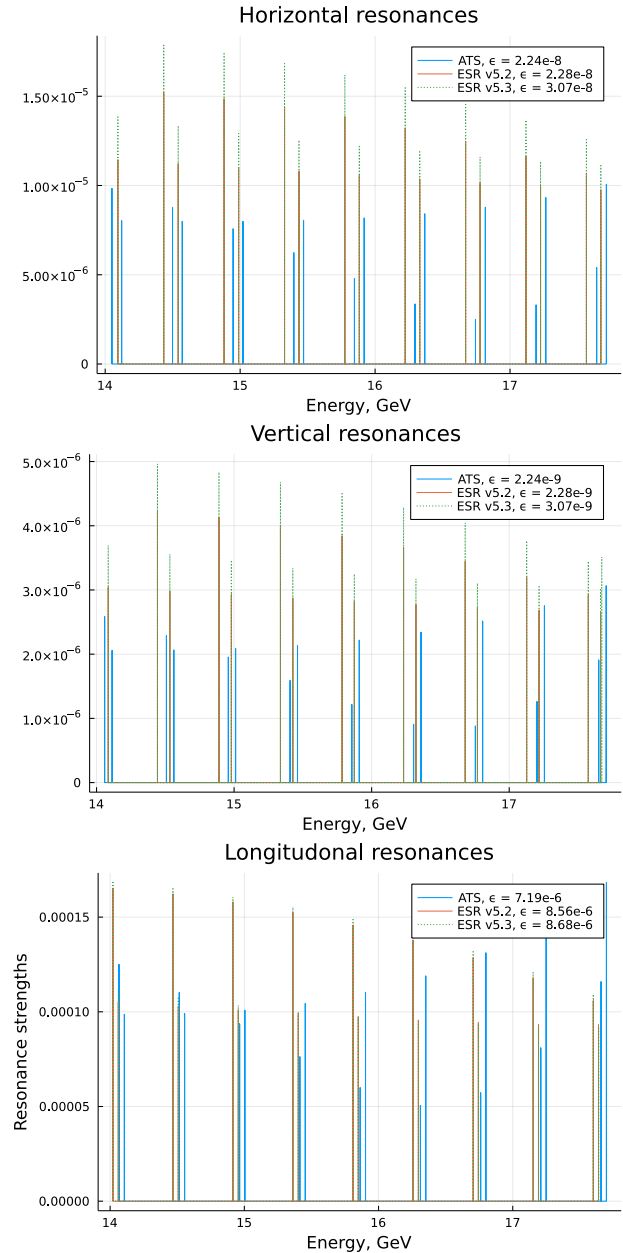 Horizontal resonances
ATS, ϵ = 2.24e-8
ESR v5.2, ϵ = 2.28e-8
ESR v5.3, ϵ = 3.07e-8
1.50×10⁻⁵
1.00×10⁻⁵
5.00×10⁻⁶
0
14 15 16 17
Energy, GeV
Vertical resonances
5.0×10⁻⁶
ATS, ϵ = 2.24e-9
ESR v5.2, ϵ = 2.28e-9
ESR v5.3, ϵ = 3.07e-9
4.0×10⁻⁶
3.0×10⁻⁶
2.0×10⁻⁶
1.0×10⁻⁶
0
14 15 16 17
Energy, GeV
Longitudonal resonances
ATS, ϵ = 7.19e-6
ESR v5.2, ϵ = 8.56e-6
ESR v5.3, ϵ = 8.68e-6
0.00015
0.00010
0.00005
0.00000
Resonance strengths
14 15 16 17
Energy, GeV